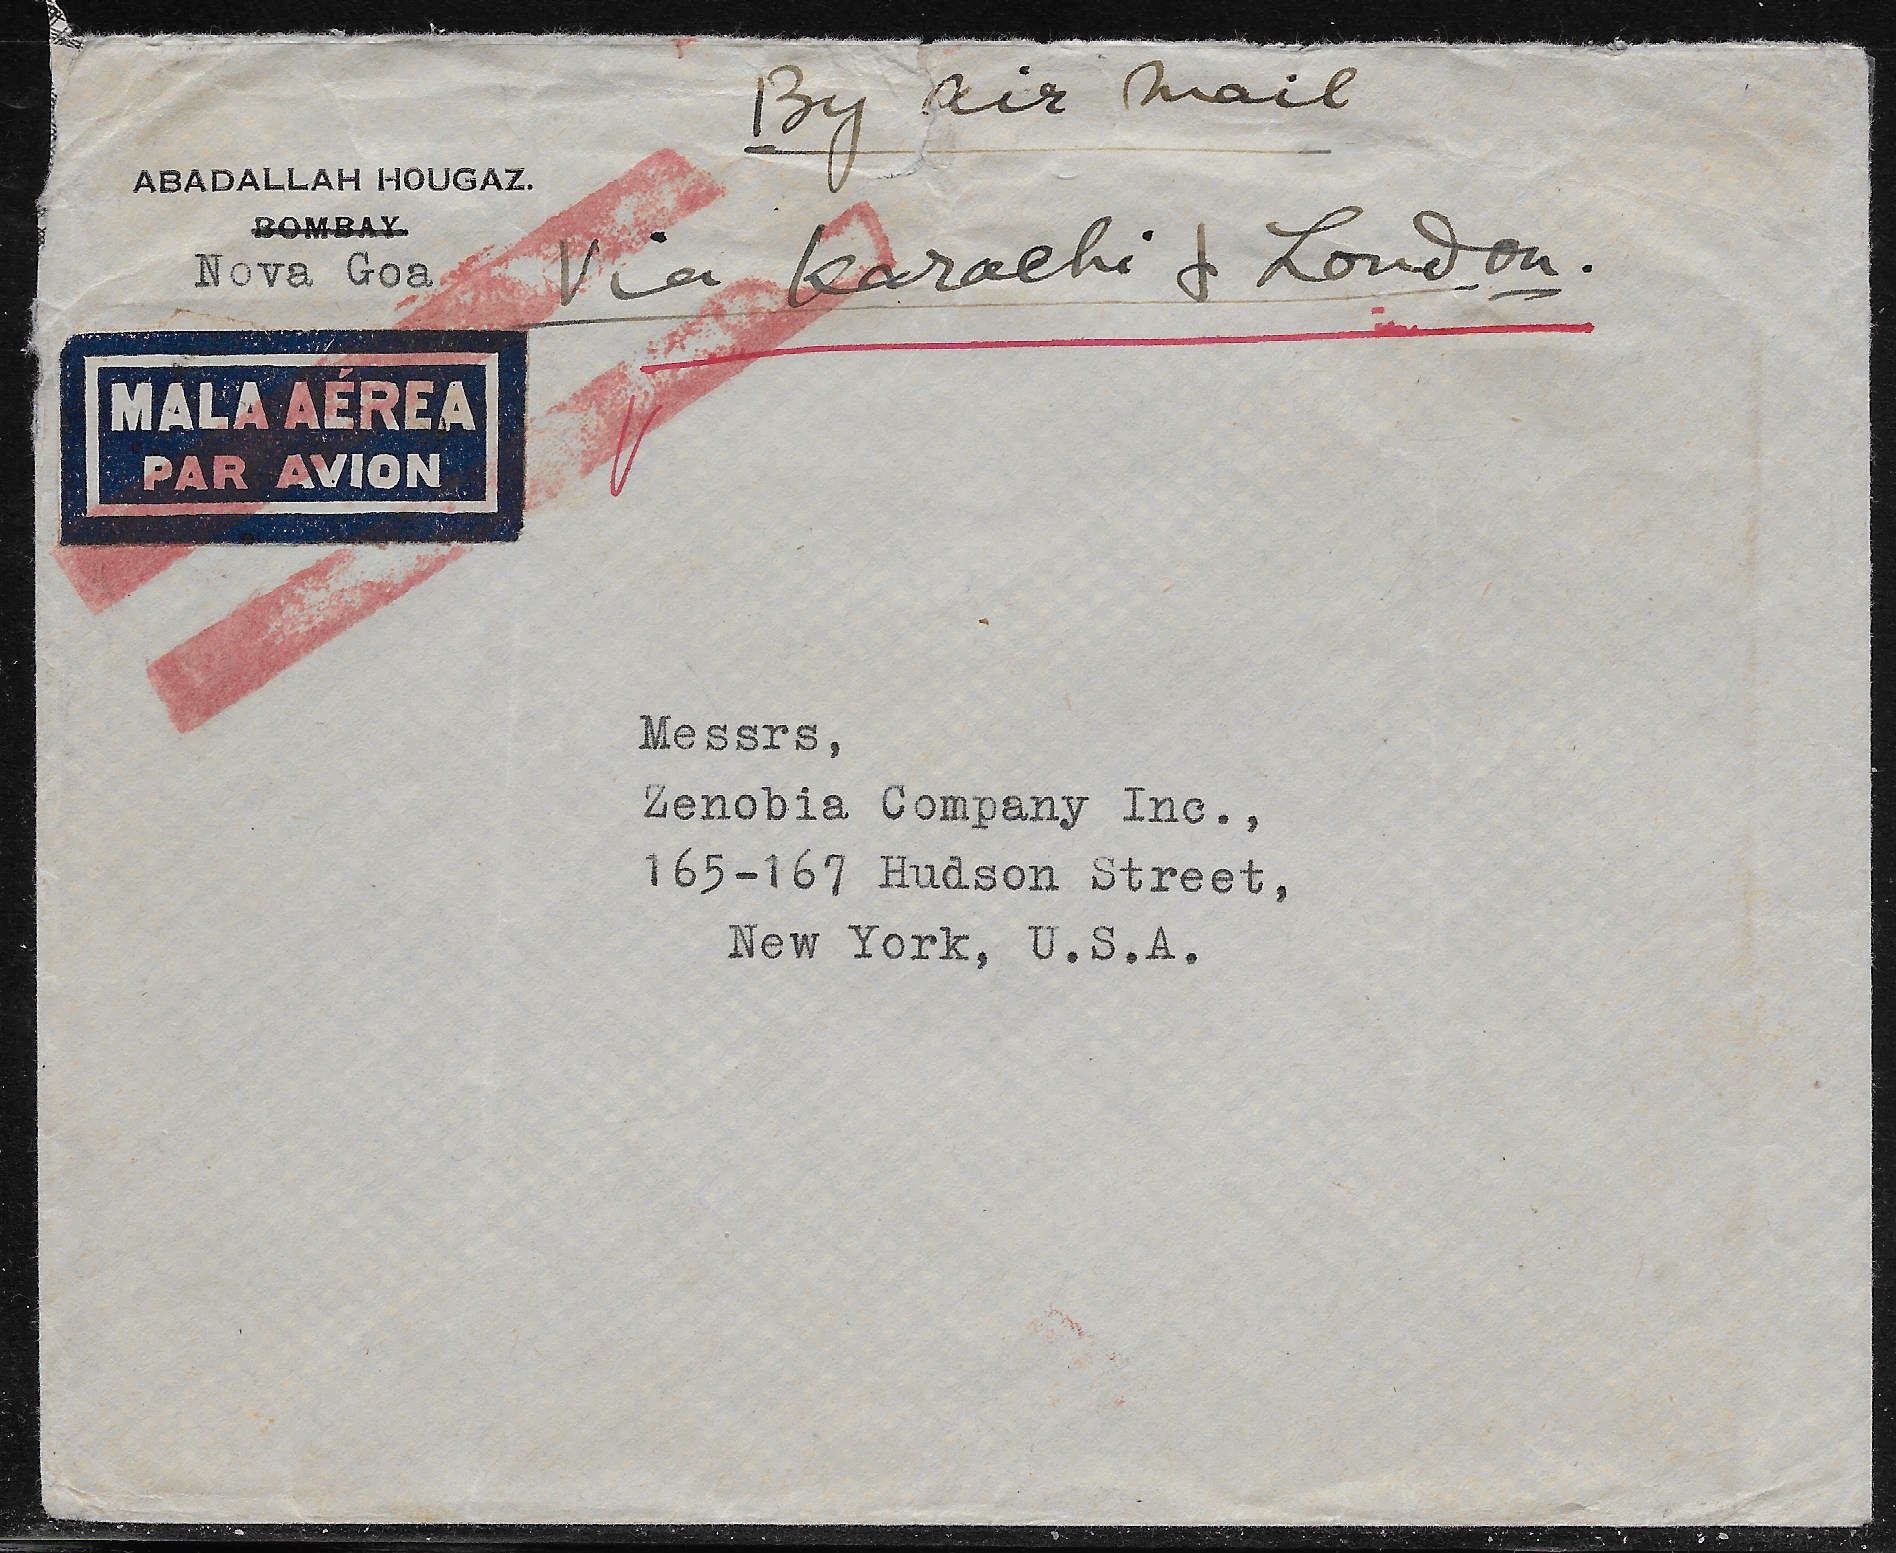 By Air Mail
ABADALLAH HOUGAZ.
BOMBAY.
Nova Goa
Via Karachi & London.
MALA AÉREA
PAR AVION
Messrs,
Zenobia Company Inc.,
165-167 Hudson Street,
New York, U.S.A.